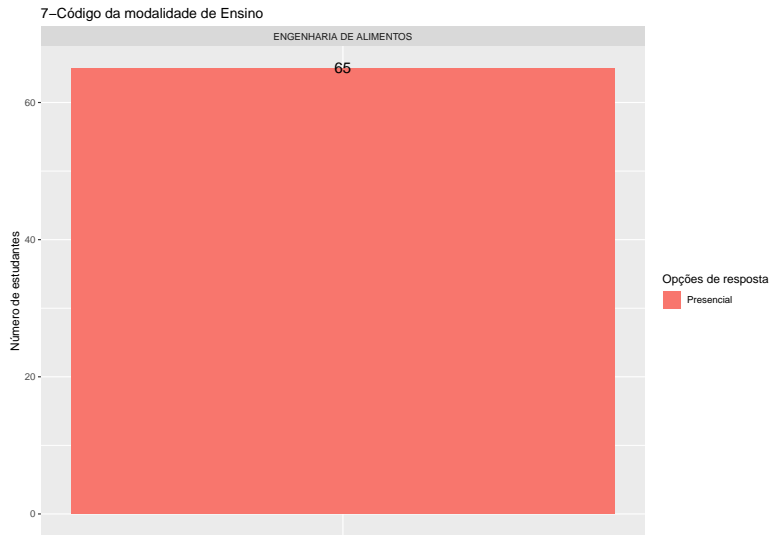 7−Código da modalidade de Ensino
ENGENHARIA DE ALIMENTOS
65
60
40
20
0
Número de estudantes
Opções de resposta
Presencial